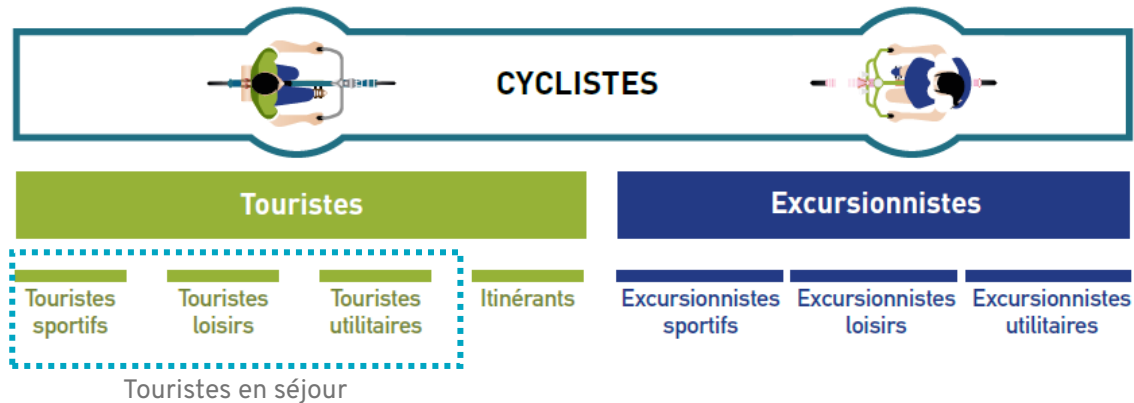 CYCLISTES
Touristes
Excursionnistes
Touristes
sportifs
Touristes
loisirs
Touristes
utilitaires
Itinérants
Excursionnistes
sportifs
Excursionnistes
loisirs
Excursionnistes
utilitaires
Touristes en séjour